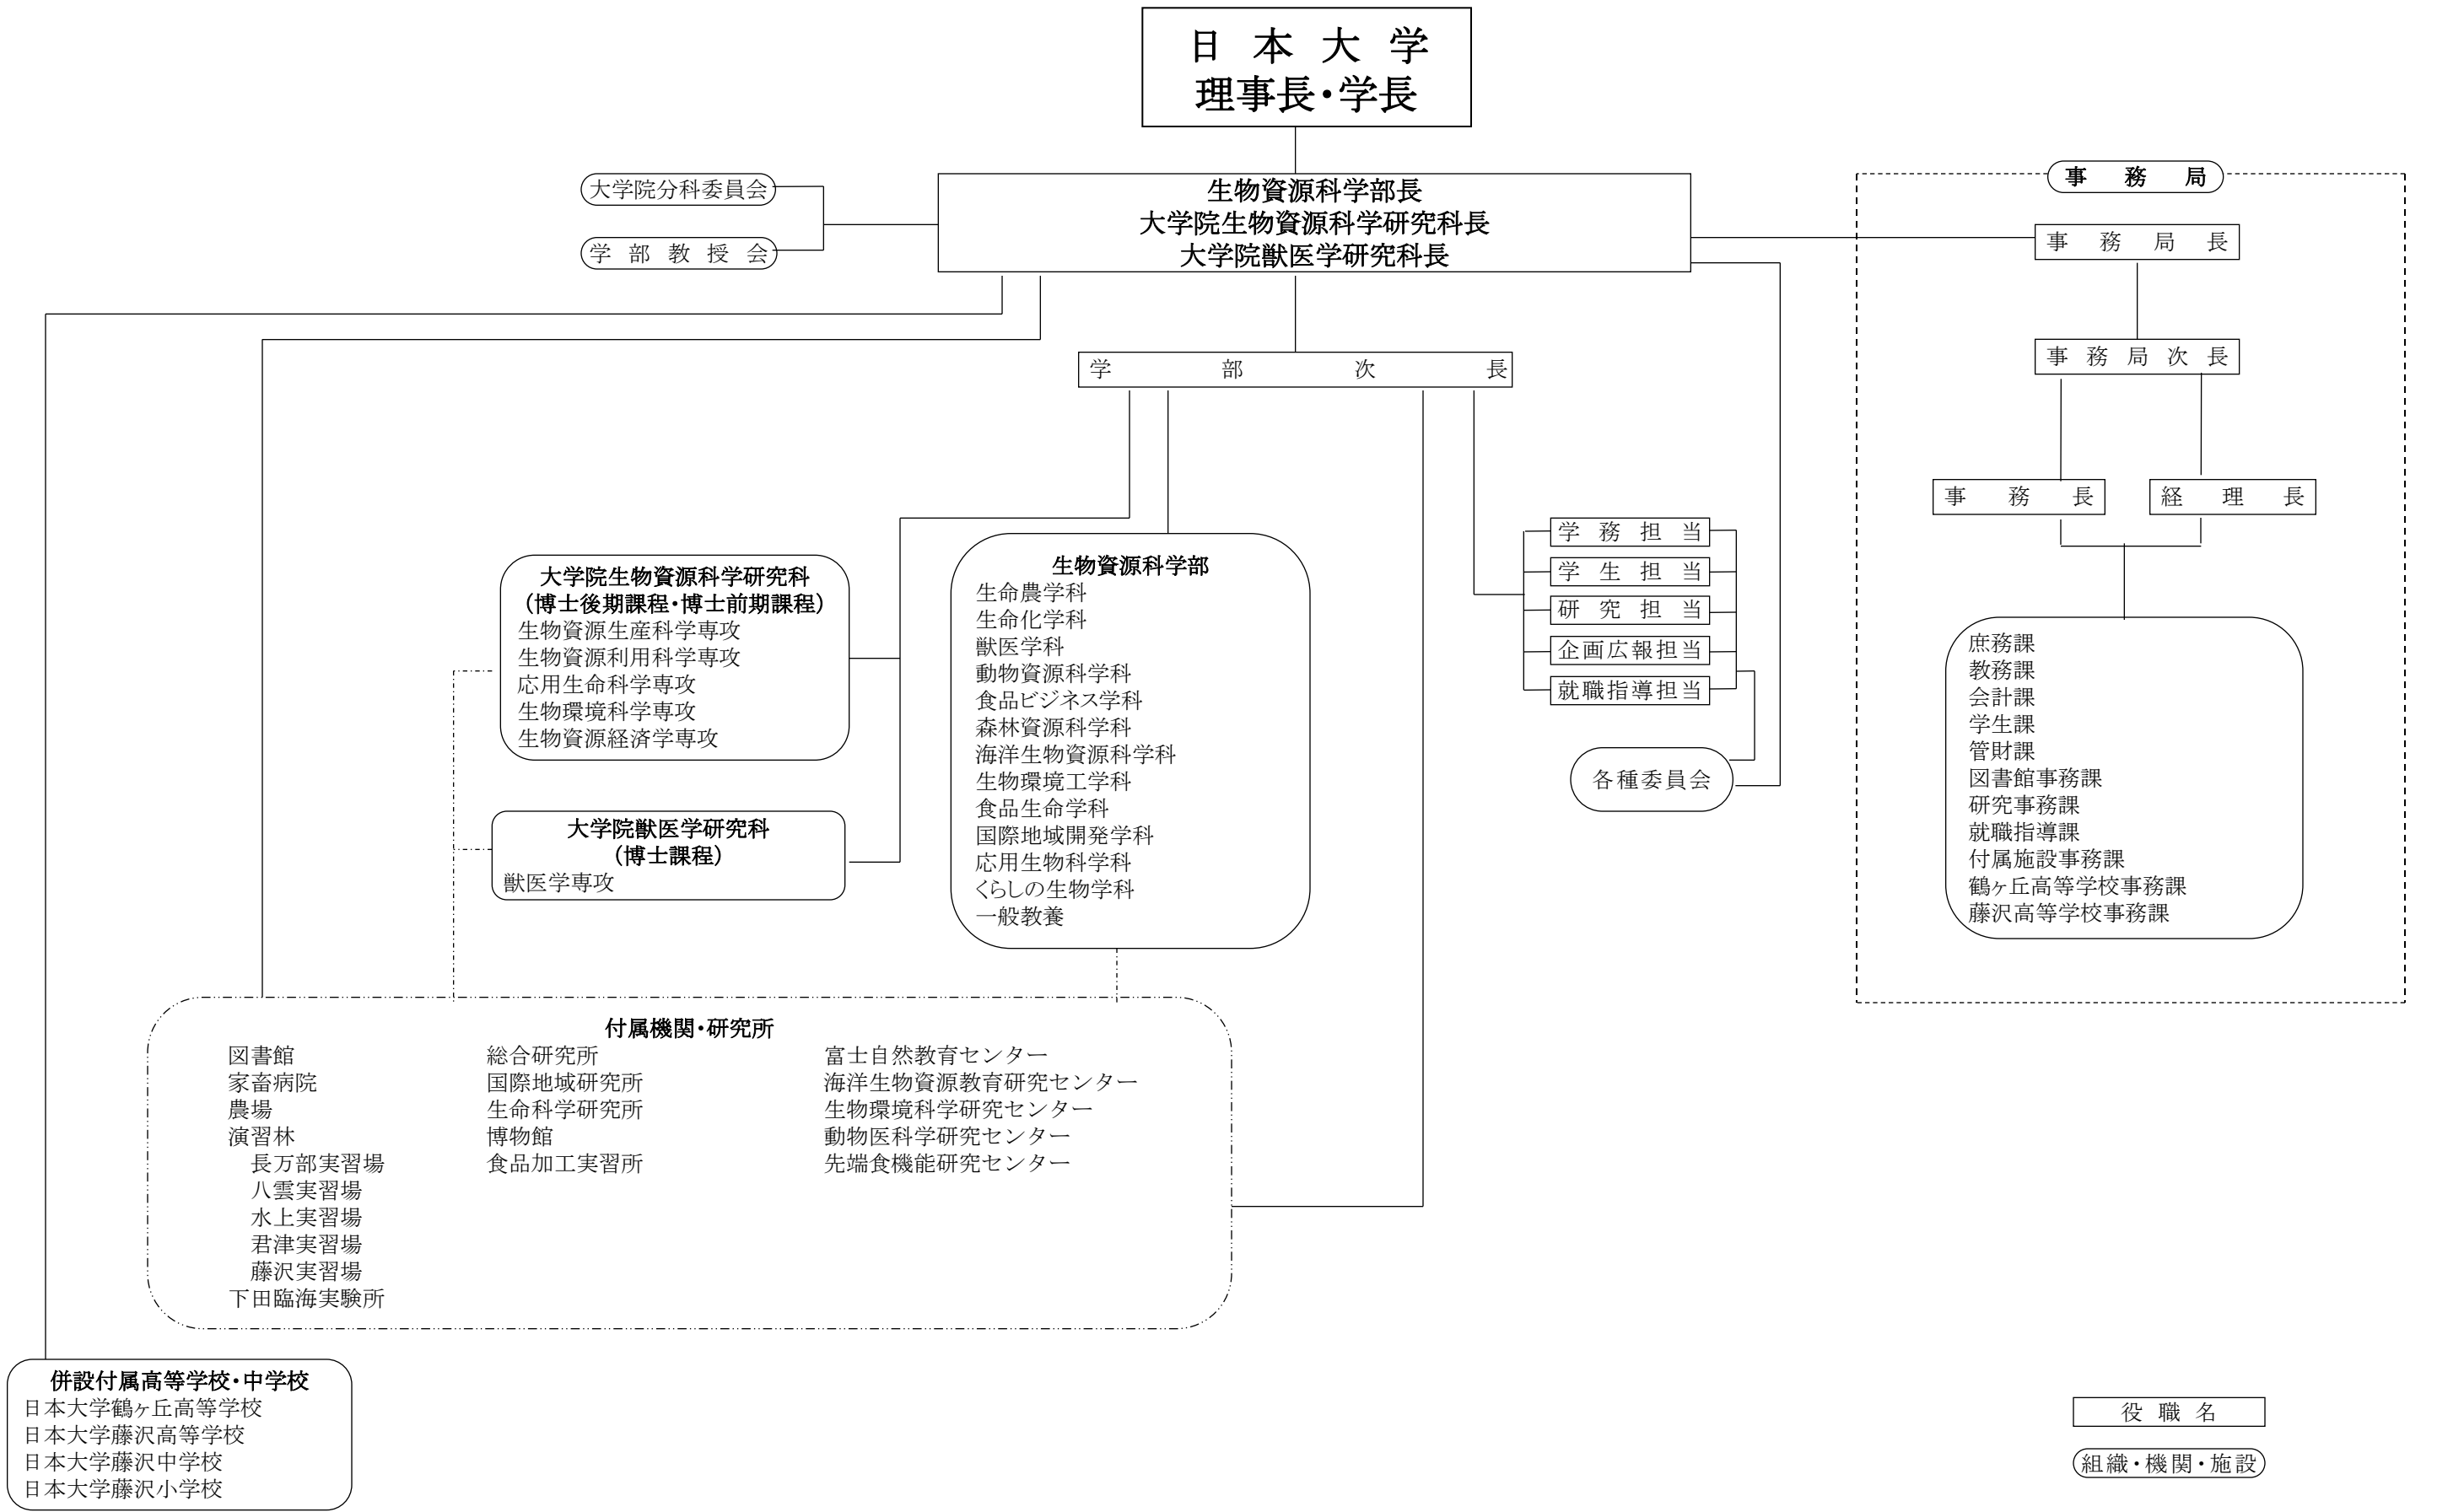 日本大学
理事長・学長
大学院分科委員会
学部教授会
生物資源科学部長
大学院生物資源科学研究科長
大学院獣医学研究科長
事務局
事務局長
事務局次長
事務長
経理長
庶務課
教務課
会計課
学生課
管財課
図書館事務課
研究事務課
就職指導課
付属施設事務課
鶴ヶ丘高等学校事務課
藤沢高等学校事務課
学部次長
学務担当
学生担当
研究担当
企画広報担当
就職指導担当
各種委員会
大学院生物資源科学研究科
（博士後期課程・博士前期課程）
生物資源生産科学専攻
生物資源利用科学専攻
応用生命科学専攻
生物環境科学専攻
生物資源経済学専攻
大学院獣医学研究科
（博士課程）
獣医学専攻
生物資源科学部
生命農学科
生命化学科
獣医学科
動物資源科学科
食品ビジネス学科
森林資源科学科
海洋生物資源科学科
生物環境工学科
食品生命学科
国際地域開発学科
応用生物科学科
くらしの生物学科
一般教養
付属機関・研究所
図書館
家畜病院
農場
演習林
長万部実習場
八雲実習場
水上実習場
君津実習場
藤沢実習場
下田臨海実験所
総合研究所
国際地域研究所
生命科学研究所
博物館
食品加工実習所
富士自然教育センター
海洋生物資源教育研究センター
生物環境科学研究センター
動物医科学研究センター
先端食機能研究センター
併設付属高等学校・中学校
日本大学鶴ヶ丘高等学校
日本大学藤沢高等学校
日本大学藤沢中学校
日本大学藤沢小学校
役職名
組織・機関・施設